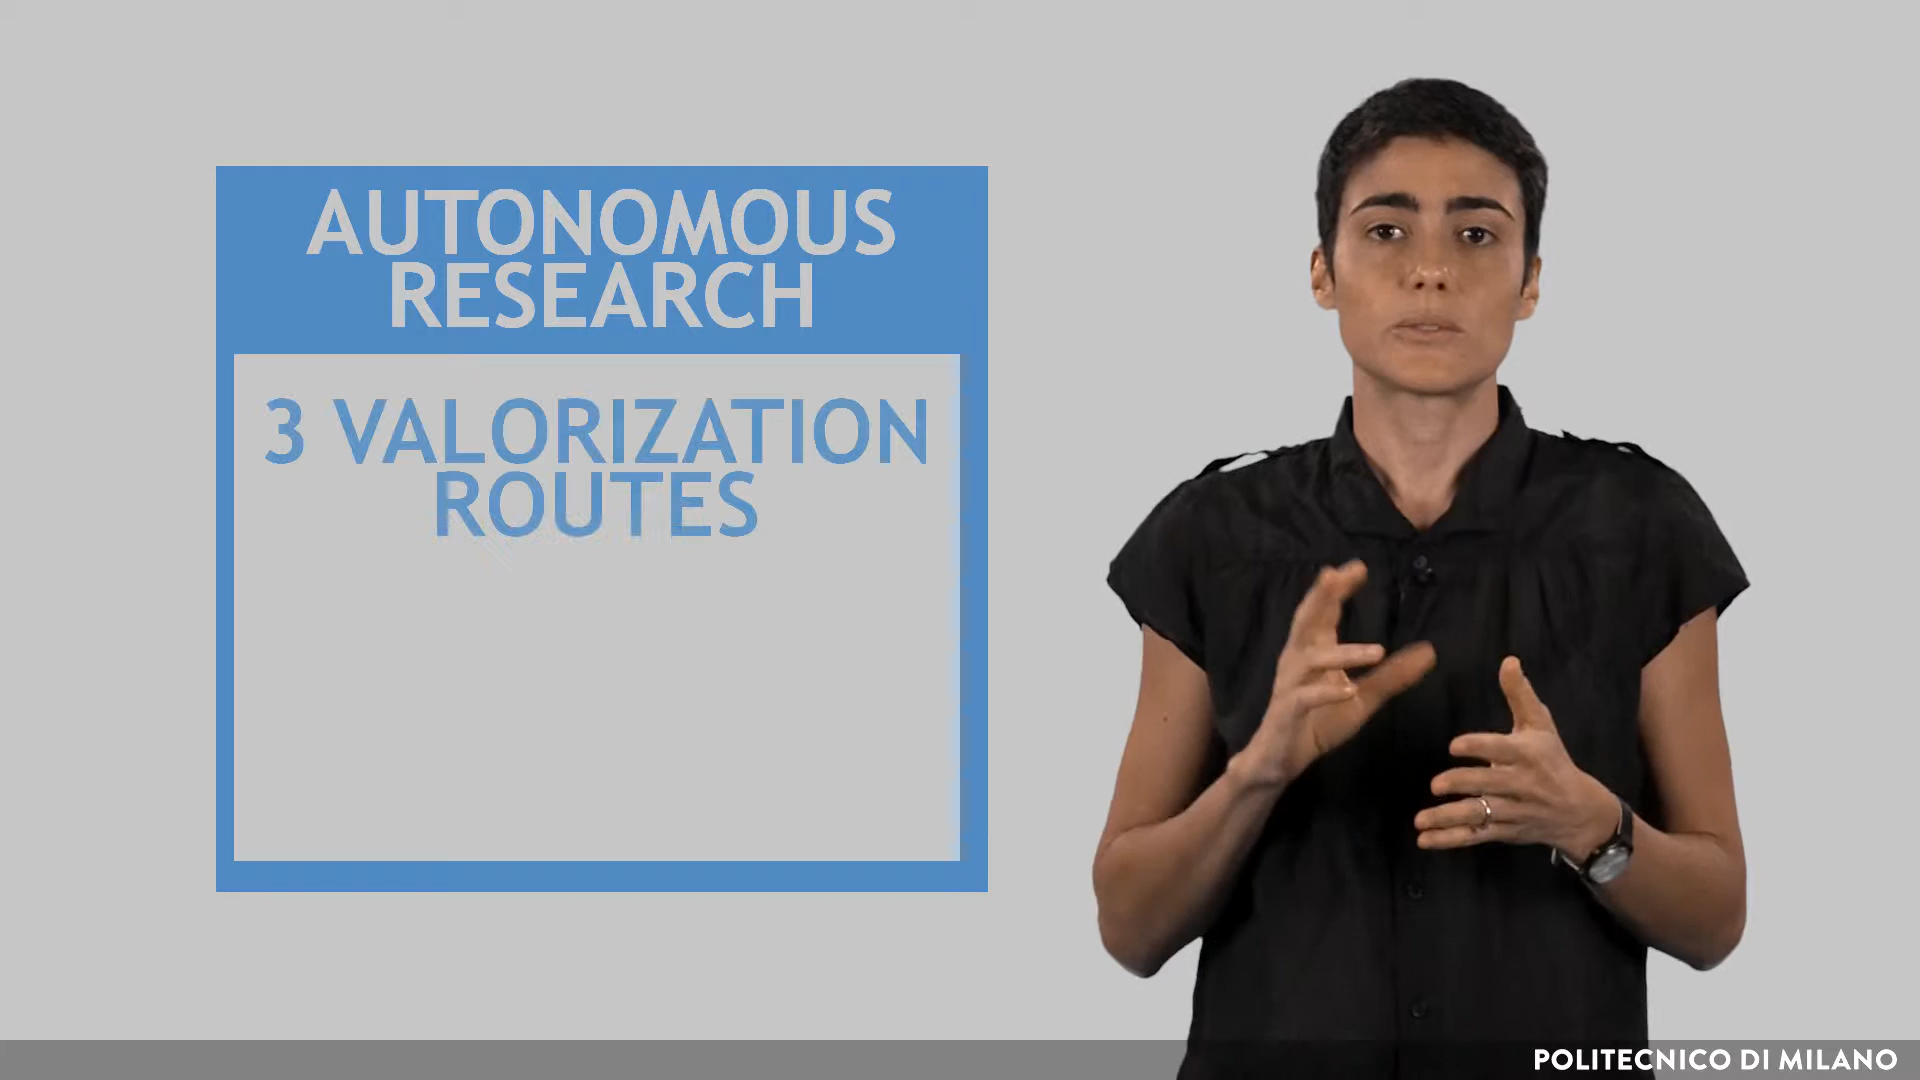 AUTONOMOUS
RESEARCH
3 VALORIZATION
ROUTES
POLITECNICO DI MILANO